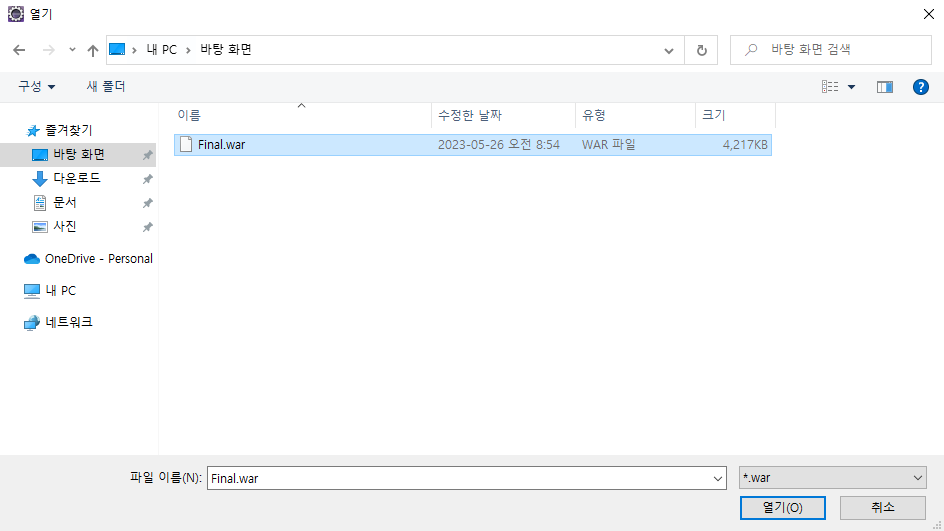 열기
내 PC 바탕 화면
바탕 화면 검색
구성 새 폴더
이름 수정한 날짜 유형 크기
Final.war 2023-05-26 오전 8:54 WAR 파일 4,217KB
즐겨찾기
바탕 화면
다운로드
문서
사진
OneDrive - Personal
내 PC
네트워크
파일 이름(N): Final.war *.war
열기(O) 취소